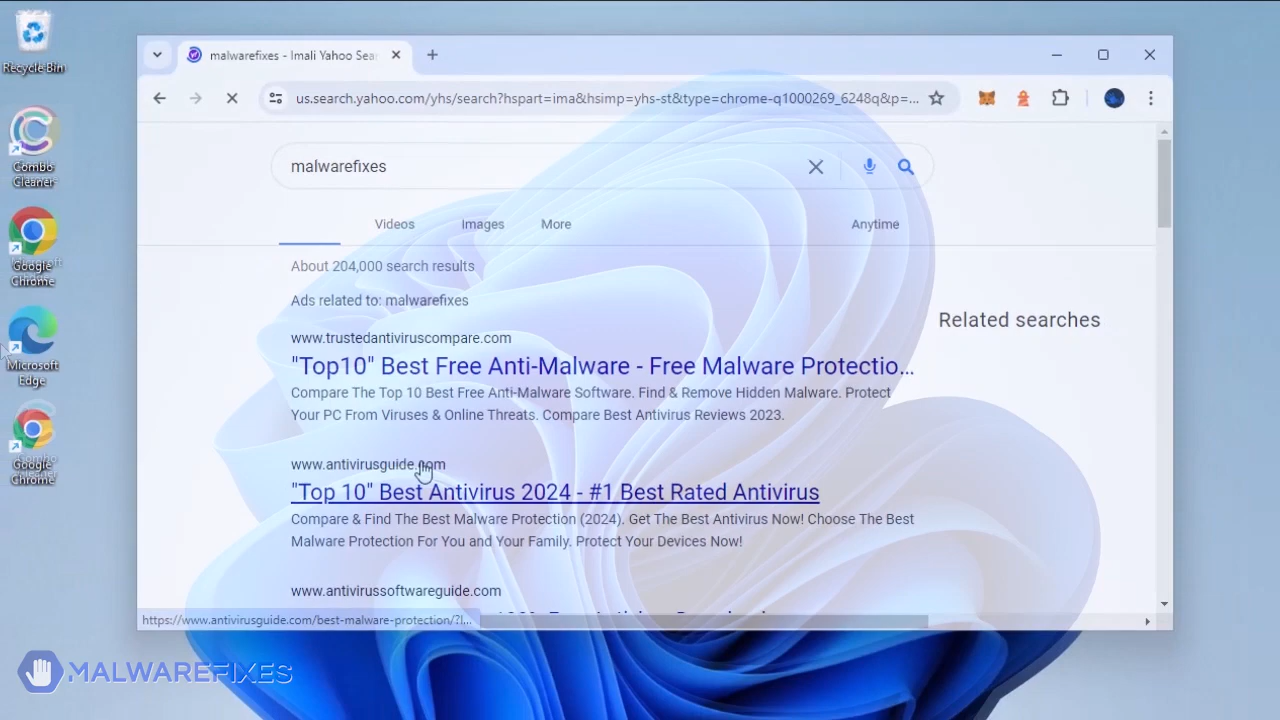 Recycle Bin
Combo
Cleaner
Google
Chrome
Microsoft
Edge
Google
Chrome
malwarefixes - Imali Yahoo Sear
us.search.yahoo.com/yhs/search?hspart=ima&hsimp=yhs-st&type=chrome-q1000269_6248q&p=...
malwarefixes
Videos Images More Anytime
About 204,000 search results
Ads related to: malwarefixes
Related searches
www.trustedantiviruscompare.com
"Top10" Best Free Anti-Malware - Free Malware Protectio...
Compare The Top 10 Best Free Anti-Malware Software. Find & Remove Hidden Malware. Protect
Your PC From Viruses & Online Threats. Compare Best Antivirus Reviews 2023.
www.antivirusguide.com
"Top 10" Best Antivirus 2024 - #1 Best Rated Antivirus
Compare & Find The Best Malware Protection (2024). Get The Best Antivirus Now! Choose The Best
Malware Protection For You and Your Family. Protect Your Devices Now!
www.antivirussoftwareguide.com
https://www.antivirusguide.com/best-malware-protection/?l...
MALWAREFIXES